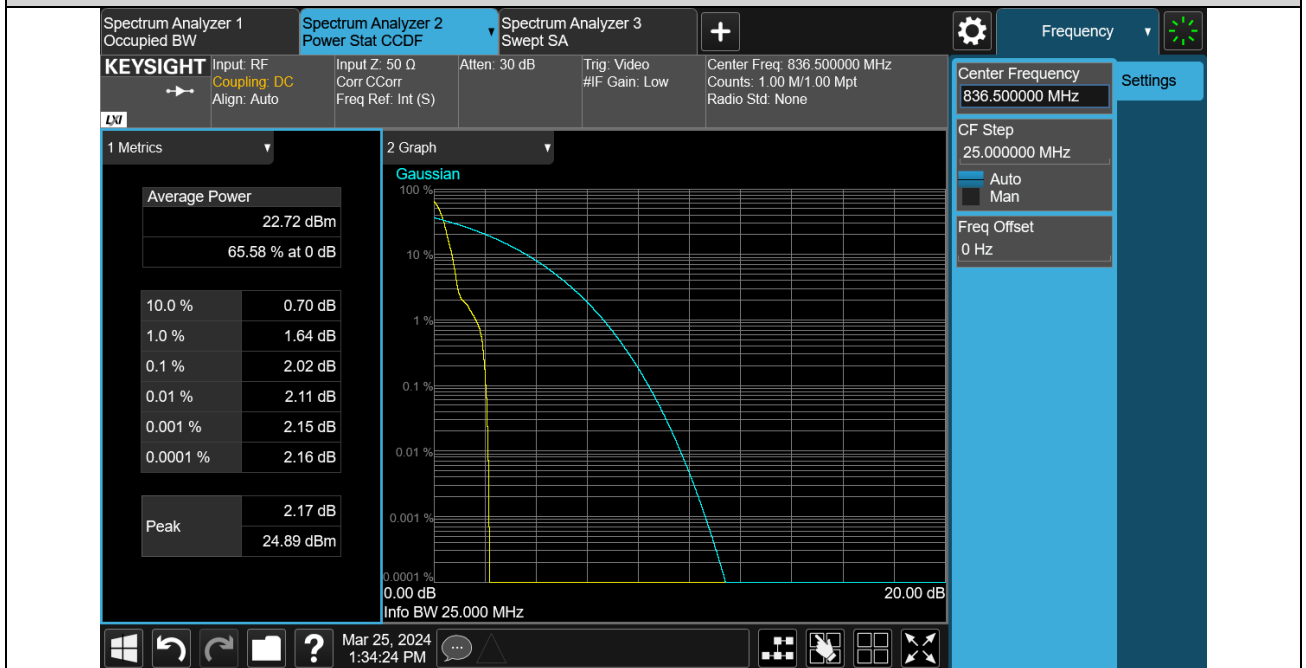 Spectrum Analyzer 1
Occupied BW
Spectrum Analyzer 2
Power Stat CCDF
Spectrum Analyzer 3
Swept SA
Frequency
KEYSIGHT
LXI
Input: RF
Coupling: DC
Align: Auto
Input Z: 50 Ω
Corr CCorr
Freq Ref: Int (S)
Atten: 30 dB
Trig: Video
#IF Gain: Low
Center Freq: 836.500000 MHz
Counts: 1.00 M/1.00 Mpt
Radio Std: None
Center Frequency
836.500000 MHz
Settings
CF Step
25.000000 MHz
Auto
Man
Freq Offset
0 Hz
1 Metrics
Average Power
22.72 dBm
65.58 % at 0 dB
10.0 % 0.70 dB
1.0 % 1.64 dB
0.1 % 2.02 dB
0.01 % 2.11 dB
0.001 % 2.15 dB
0.0001 % 2.16 dB
Peak
2.17 dB
24.89 dBm
2 Graph
Gaussian
100 %
10 %
1 %
0.1 %
0.01 %
0.001 %
0.0001 %
0.00 dB
20.00 dB
Info BW 25.000 MHz
?
Mar 25, 2024
1:34:24 PM